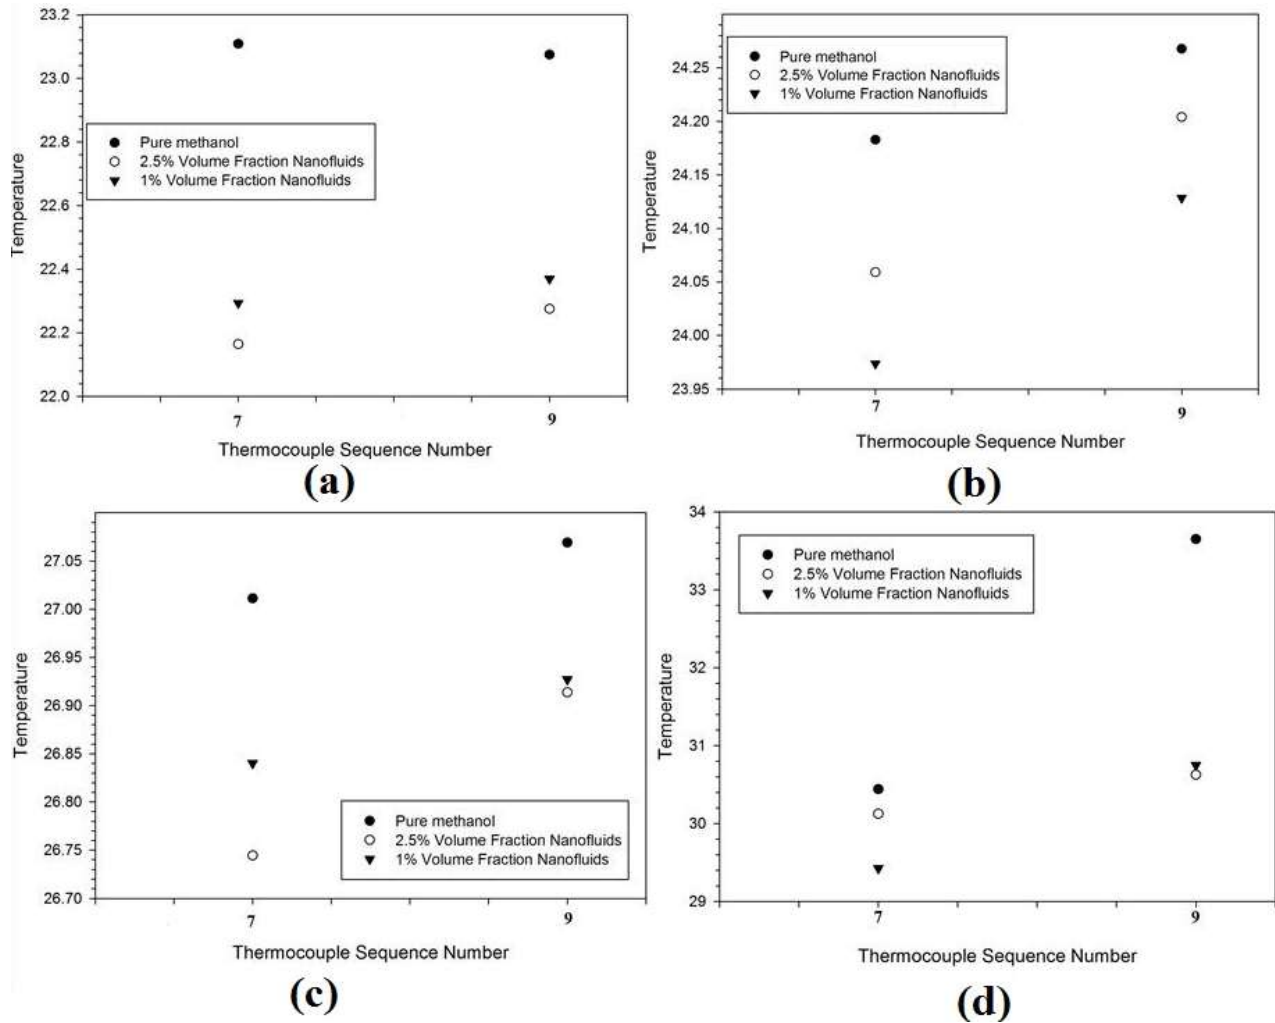 23.2
23.0
22.8
22.6
22.4
22.2
22.0
Temperature
Pure methanol
2.5% Volume Fraction Nanofluids
1% Volume Fraction Nanofluids
7
9
Thermocouple Sequence Number
(a)
24.25
24.20
24.15
24.10
24.05
24.00
23.95
Temperature
Pure methanol
2.5% Volume Fraction Nanofluids
1% Volume Fraction Nanofluids
7
9
Thermocouple Sequence Number
(b)
27.05
27.00
26.95
26.90
26.85
26.80
26.75
26.70
Temperature
Pure methanol
2.5% Volume Fraction Nanofluids
1% Volume Fraction Nanofluids
7
9
Thermocouple Sequence Number
(c)
34
33
32
31
30
29
Temperature
Pure methanol
2.5% Volume Fraction Nanofluids
1% Volume Fraction Nanofluids
7
9
Thermocouple Sequence Number
(d)